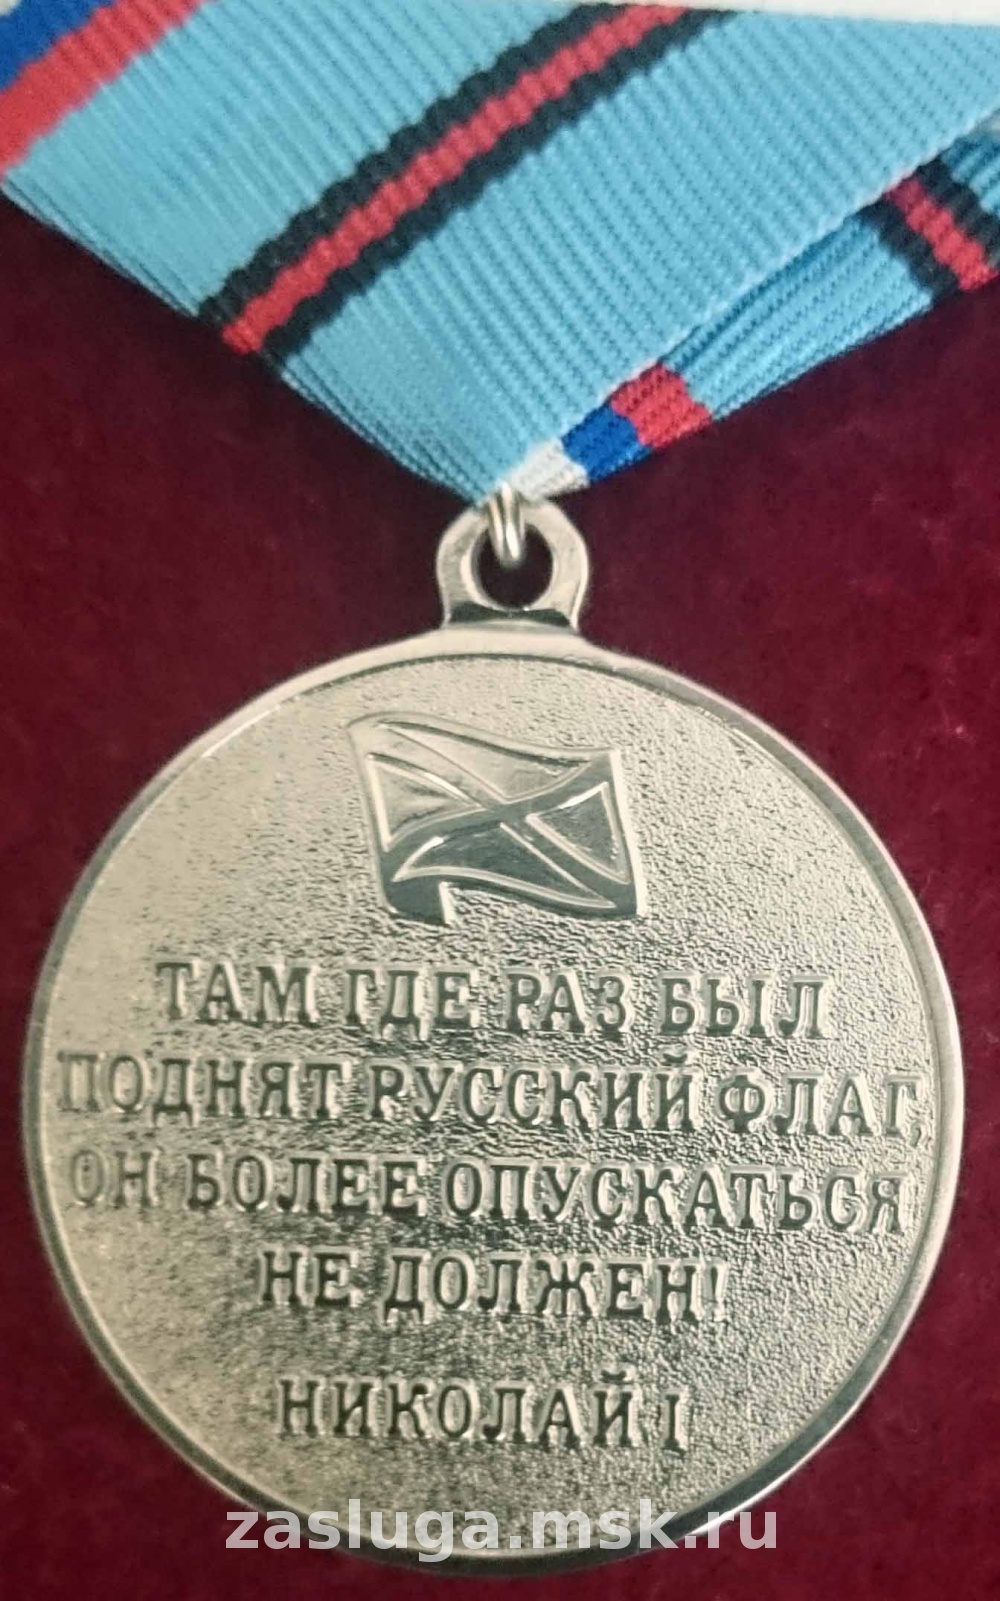 ТАМ ГДЕ РАЗ БЫЛ
ПОДНЯТ РУССКИЙ ФЛАГ,
ОН БОЛЕЕ ОПУСКАТЬСЯ
НЕ ДОЛЖЕН!
НИКОЛАЙ I
zasluga.msk.ru